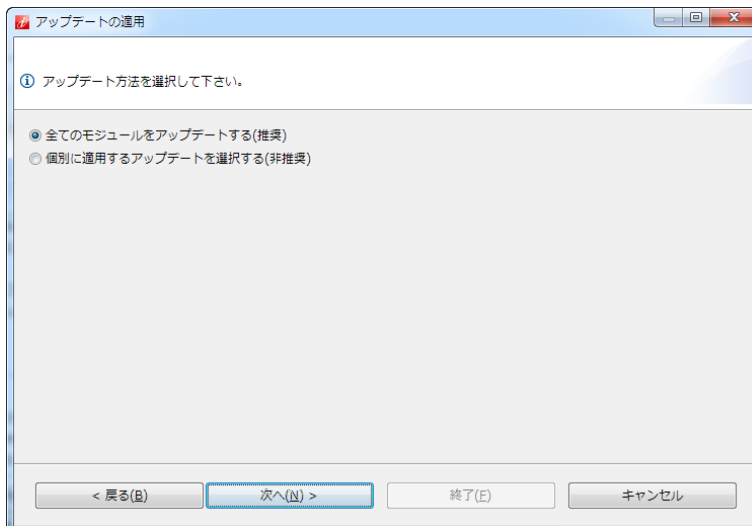 アップデートの適用
アップデート方法を選択して下さい。
全てのモジュールをアップデートする(推奨)
個別に適用するアップデートを選択する(非推奨)
< 戻る(B)
次へ(N) >
終了(F)
キャンセル